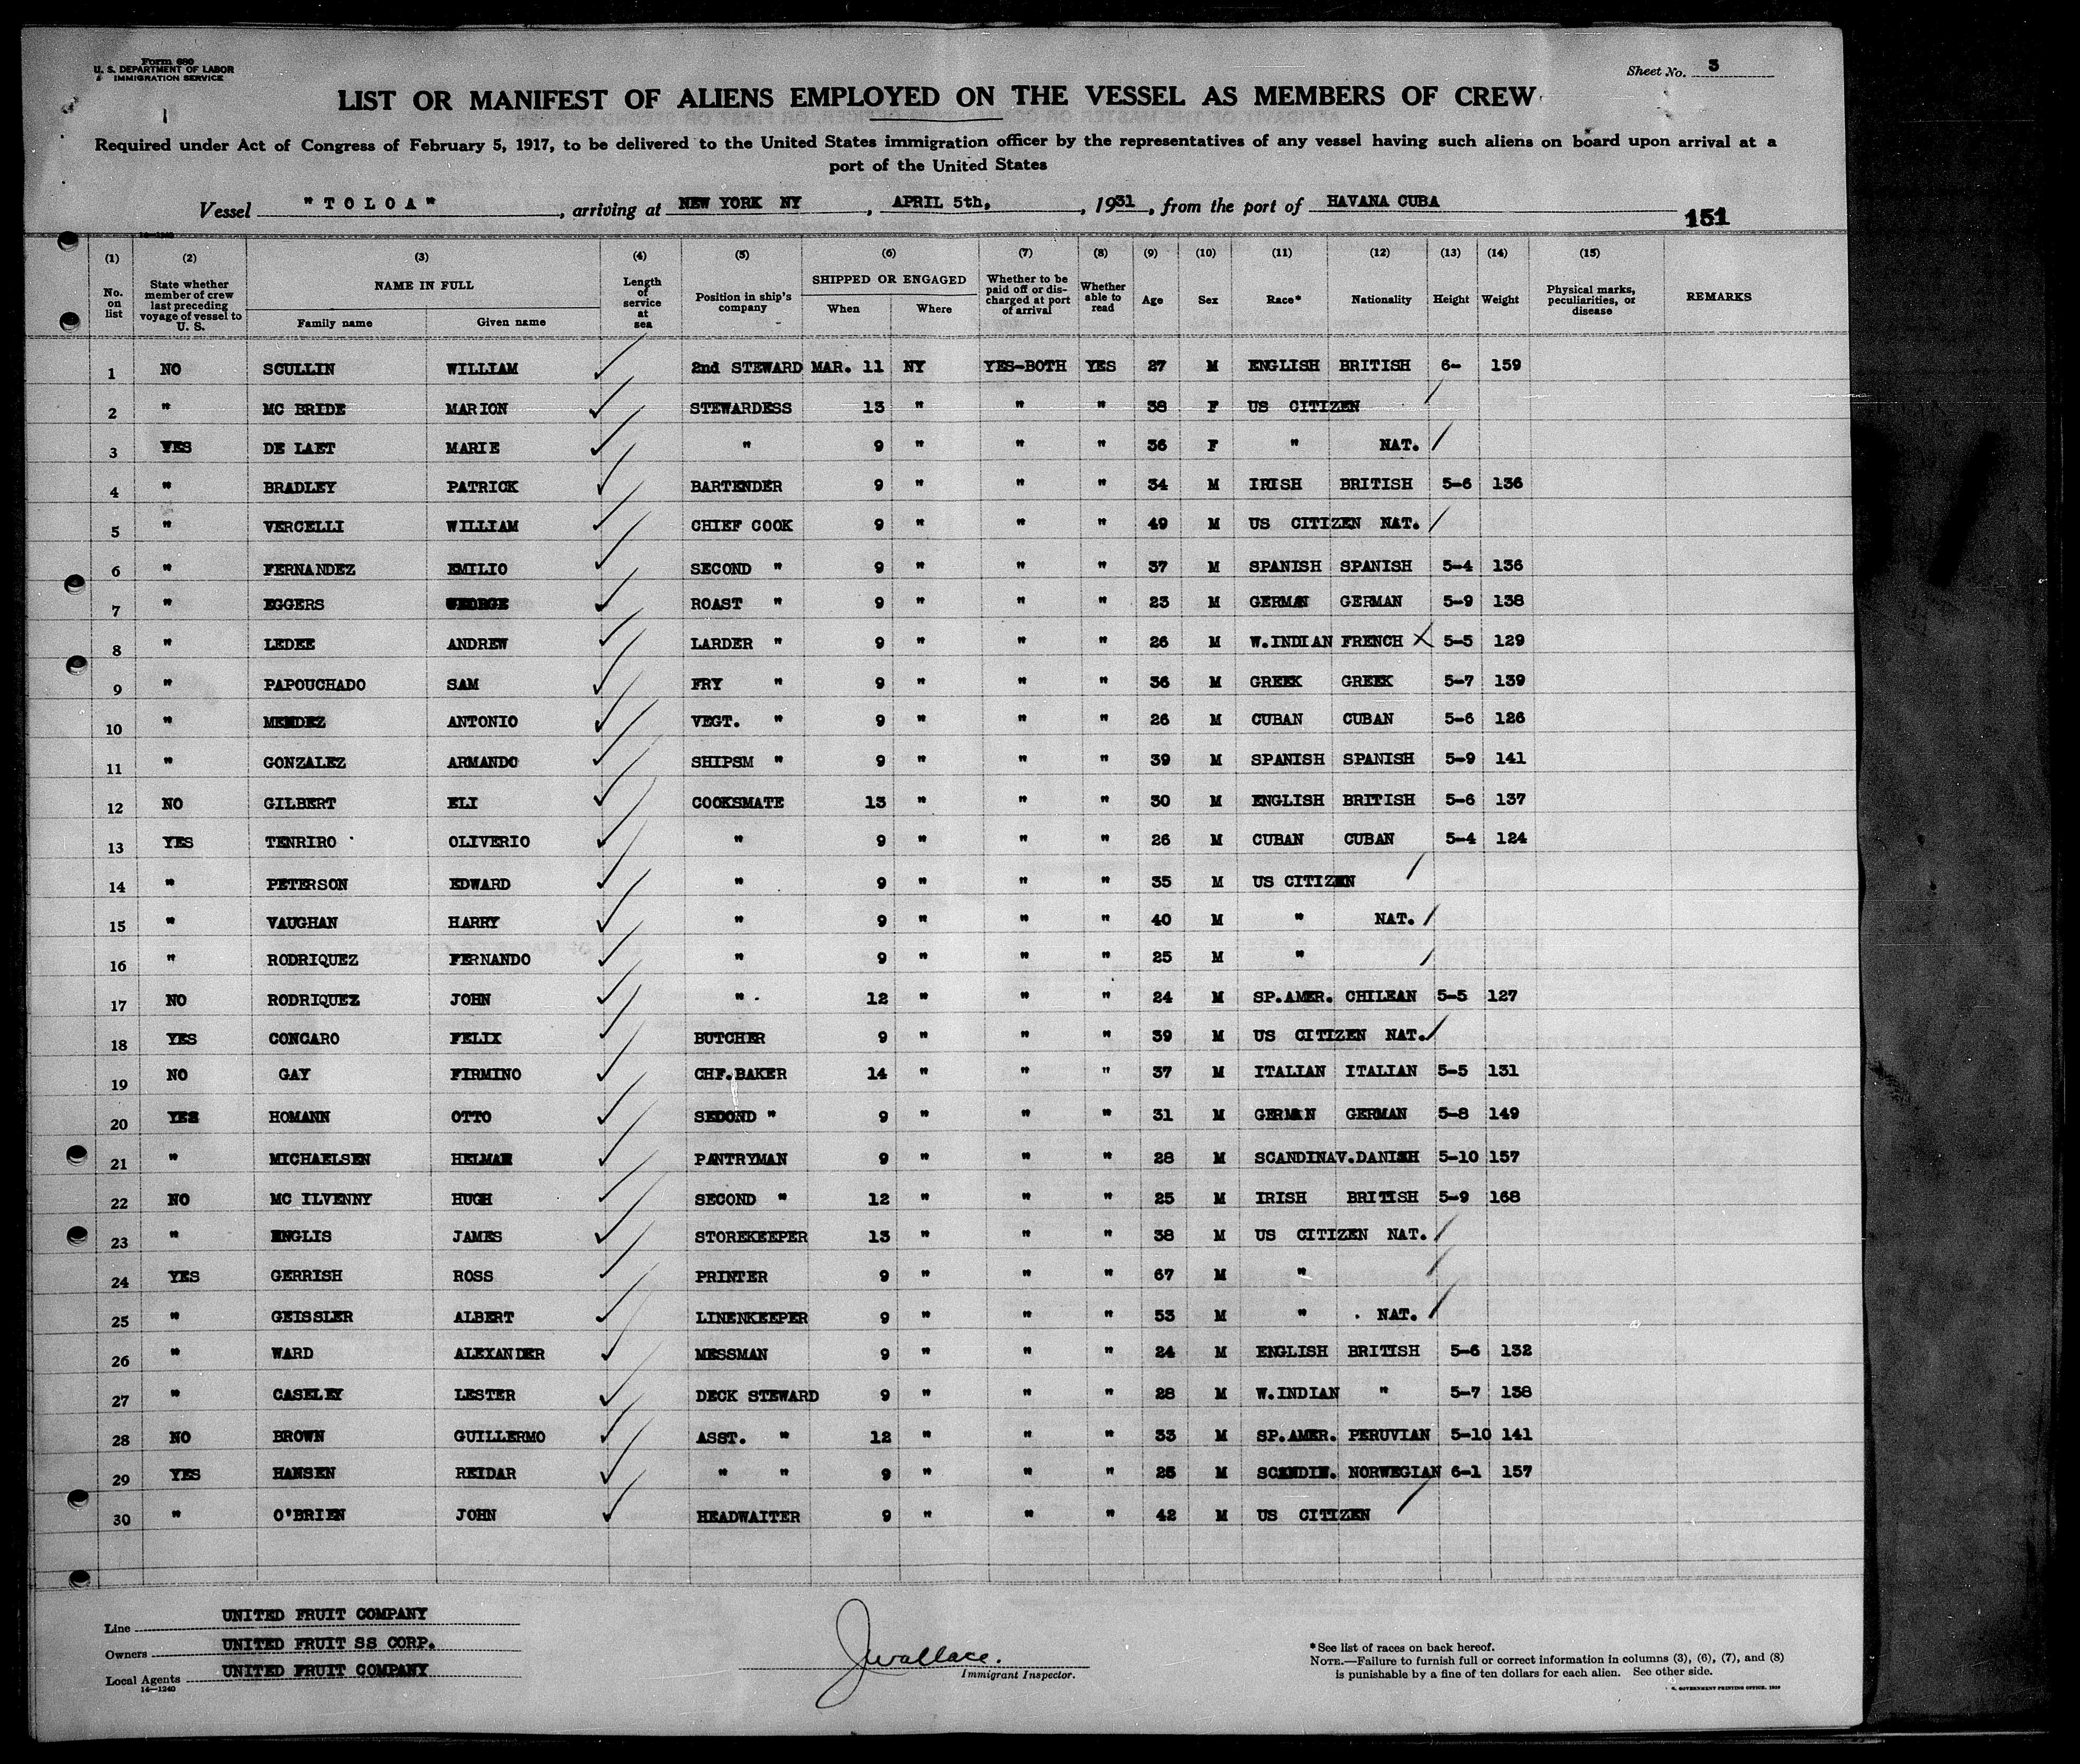 Form 680
U. S. DEPARTMENT OF LABOR
IMMIGRATION SERVICE
Sheet No. 3
LIST OR MANIFEST OF ALIENS EMPLOYED ON THE VESSEL AS MEMBERS OF CREW
Required under Act of Congress of February 5, 1917, to be delivered to the United States immigration officer by the representatives of any vessel having such aliens on board upon arrival at a
port of the United States
Vessel "TOLOA", arriving at NEW YORK NY, APRIL 5th, 1931, from the port of HAVANA CUBA
151
14—1240
(1) (2) (3) (4) (5) (6) (7) (8) (9) (10) (11) (12) (13) (14) (15)
No. on list State whether member of crew last preceding voyage of vessel to U. S. NAME IN FULL Family name Given name Length of service at sea Position in ship's company SHIPPED OR ENGAGED When Where Whether to be paid off or discharged at port of arrival Whether able to read Age Sex Race* Nationality Height Weight Physical marks, peculiarities, or disease REMARKS
1 NO SCULLIN WILLIAM 2nd STEWARD MAR. 11 NY YES-BOTH YES 27 M ENGLISH BRITISH 6- 159
2 " MC BRIDE MARION STEWARDESS 13 " " " 38 F US CITIZEN
3 YES DE LAET MARIE " 9 " " " 36 F " NAT.
4 " BRADLEY PATRICK BARTENDER 9 " " " 34 M IRISH BRITISH 5-6 136
5 " VERCELLI WILLIAM CHIEF COOK 9 " " " 49 M US CITIZEN NAT.
6 " FERNANDEZ EMILIO SECOND " 9 " " " 37 M SPANISH SPANISH 5-4 136
7 " EGGERS GEORGE ROAST " 9 " " " 23 M GERMAN GERMAN 5-9 138
8 " LEDEE ANDREW LARDER " 9 " " " 26 M W.INDIAN FRENCH X 5-5 129
9 " PAPOUCHADO SAM FRY " 9 " " " 36 M GREEK GREEK 5-7 139
10 " MENDEZ ANTONIO VEGT. " 9 " " " 26 M CUBAN CUBAN 5-6 126
11 " GONZALEZ ARMANDO SHIPSM " 9 " " " 39 M SPANISH SPANISH 5-9 141
12 NO GILBERT ELI COOKSMATE 13 " " " 30 M ENGLISH BRITISH 5-6 137
13 YES TENRIRO OLIVERIO " 9 " " " 26 M CUBAN CUBAN 5-4 124
14 " PETERSON EDWARD " 9 " " " 35 M US CITIZEN
15 " VAUGHAN HARRY " 9 " " " 40 M " NAT.
16 " RODRIQUEZ FERNANDO " 9 " " " 25 M "
17 NO RODRIQUEZ JOHN " 12 " " " 24 M SP.AMER. CHILEAN 5-5 127
18 YES CONCARO FELIX BUTCHER 9 " " " 39 M US CITIZEN NAT.
19 NO GAY FIRMINO CHF.BAKER 14 " " " 37 M ITALIAN ITALIAN 5-5 131
20 YES HOMANN OTTO SEDOND " 9 " " " 31 M GERMAN GERMAN 5-8 149
21 " MICHAELSEN HELMAR PANTRYMAN 9 " " " 28 M SCANDINAV. DANISH 5-10 157
22 NO MC ILVENNY HUGH SECOND " 12 " " " 25 M IRISH BRITISH 5-9 168
23 " ENGLIS JAMES STOREKEEPER 13 " " " 38 M US CITIZEN NAT.
24 YES GERRISH ROSS PRINTER 9 " " " 67 M "
25 " GEISSLER ALBERT LINENKEEPER 9 " " " 53 M " NAT.
26 " WARD ALEXANDER MESSMAN 9 " " " 24 M ENGLISH BRITISH 5-6 132
27 " CASELEY LESTER DECK STEWARD 9 " " " 28 M W.INDIAN " 5-7 138
28 NO BROWN GUILLERMO ASST. " 12 " " " 33 M SP.AMER. PERUVIAN 5-10 141
29 YES HANSEN REIDAR " " 9 " " " 25 M SCANDIN. NORWEGIAN 6-1 157
30 " O'BRIEN JOHN HEADWAITER 9 " " " 42 M US CITIZEN
Line UNITED FRUIT COMPANY
Owners UNITED FRUIT SS CORP.
Local Agents UNITED FRUIT COMPANY
14—1240
JWallace.
Immigrant Inspector.
*See list of races on back hereof.
NOTE.—Failure to furnish full or correct information in columns (3), (6), (7), and (8)
is punishable by a fine of ten dollars for each alien. See other side.
GOVERNMENT PRINTING OFFICE